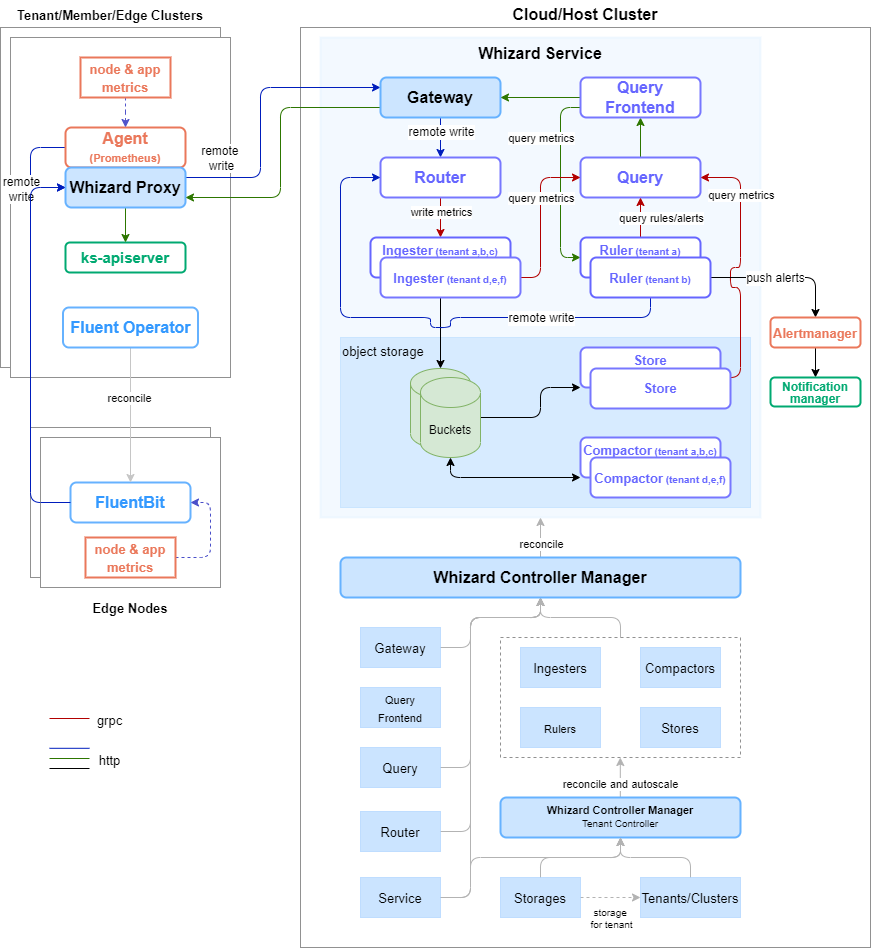 Tenant/Member/Edge Clusters
node & app
metrics
Agent
(Prometheus)
Whizard Proxy
remote
write
remote
write
ks-apiserver
Fluent Operator
reconcile
FluentBit
node & app
metrics
Edge Nodes
grpc
http
Cloud/Host Cluster
Whizard Service
Gateway
Query
Frontend
remote write
query metrics
Router
Query
write metrics
query metrics
query metrics
query rules/alerts
Ingester (tenant a,b,c)
Ingester (tenant d,e,f)
Ruler (tenant a)
Ruler (tenant b)
push alerts
remote write
Alertmanager
Notification
manager
object storage
Buckets
Store
Store
Compactor (tenant a,b,c)
Compactor (tenant d,e,f)
reconcile
Whizard Controller Manager
Gateway
Query
Frontend
Query
Router
Service
Ingesters
Compactors
Rulers
Stores
reconcile and autoscale
Whizard Controller Manager
Tenant Controller
Storages
Tenants/Clusters
storage
for tenant